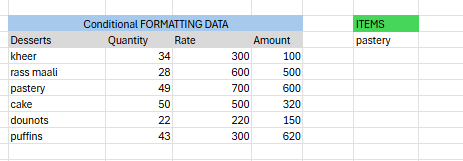 Conditional FORMATTING DATA ITEMS
Desserts Quantity Rate Amount pastery
kheer 34 300 100
rass maali 28 600 500
pastery 49 700 600
cake 50 500 320
dounots 22 220 150
puffins 43 300 620